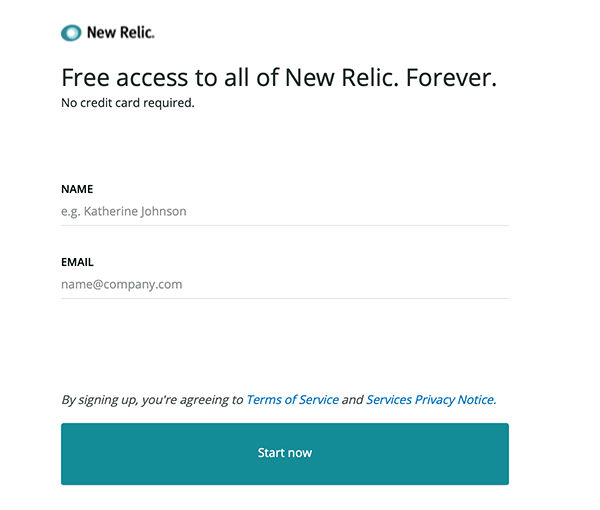 New Relic.
Free access to all of New Relic. Forever.
No credit card required.
NAME
e.g. Katherine Johnson
EMAIL
name@company.com
By signing up, you're agreeing to Terms of Service and Services Privacy Notice.
Start now